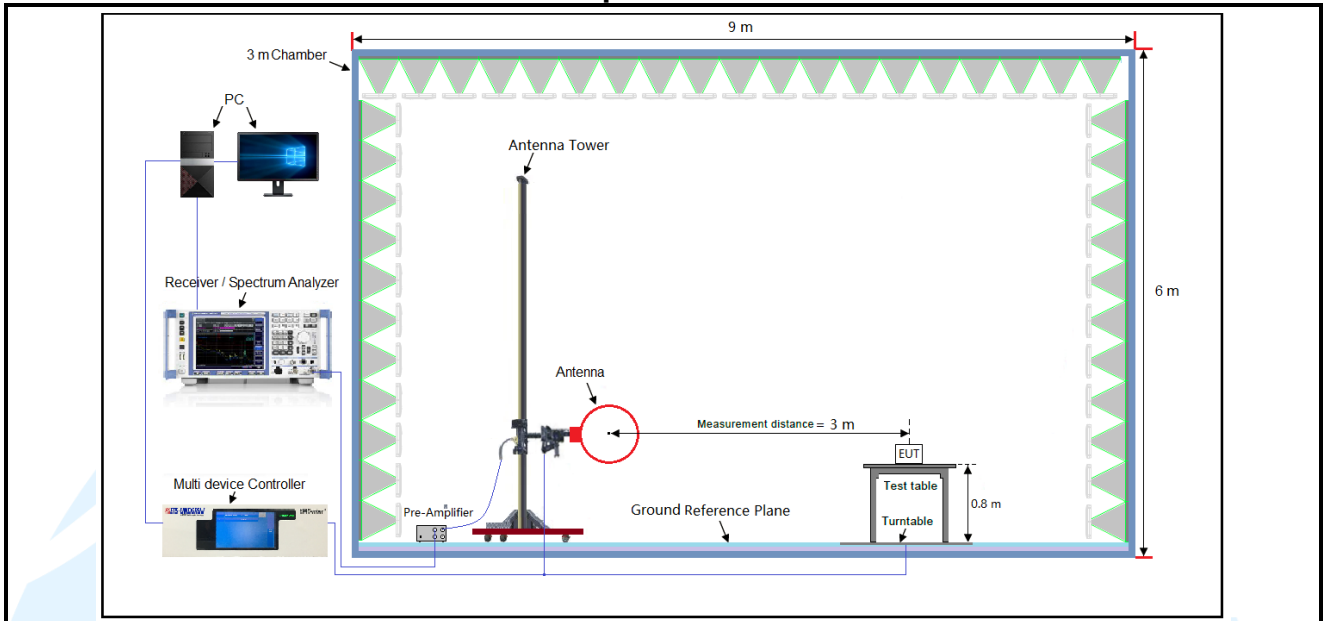 9 m
3 m Chamber
PC
Antenna Tower
Receiver / Spectrum Analyzer
6 m
Antenna
Measurement distance = 3 m
EUT
Multi device Controller
Test table
Pre-Amplifier
Ground Reference Plane
0.8 m
Turntable